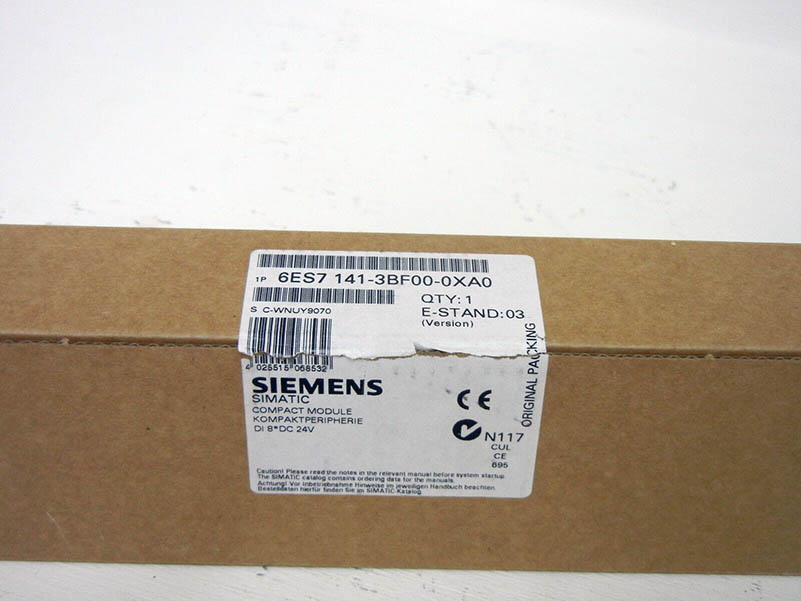 1P 6ES7 141-3BF00-0XA0
QTY: 1
S C-WNUY9070
E-STAND: 03
(Version)
4 025515 068532
ORIGINAL PACKING
SIEMENS
SIMATIC
COMPACT MODULE
KOMPAKTPERIPHERIE
DI 8*DC 24V
CE
N117
CUL
CE
695
Caution! Please read the notes in the relevant manual before system startup.
The SIMATIC catalog contains ordering data for the manuals.
Achtung! Vor Inbetriebnahme Hinweise im jeweiligen Handbuch beachten.
Bestelldaten hierfür finden Sie im SIMATIC-Katalog.